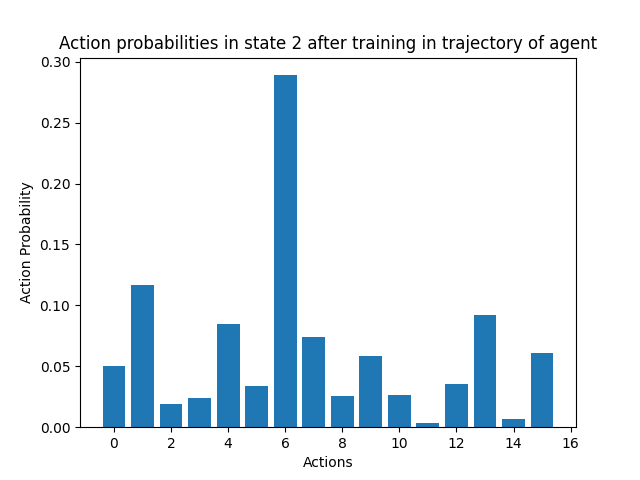 Action probabilities in state 2 after training in trajectory of agent
0.30
0.25
0.20
0.15
0.10
0.05
0.00
Action Probability
0 2 4 6 8 10 12 14 16
Actions